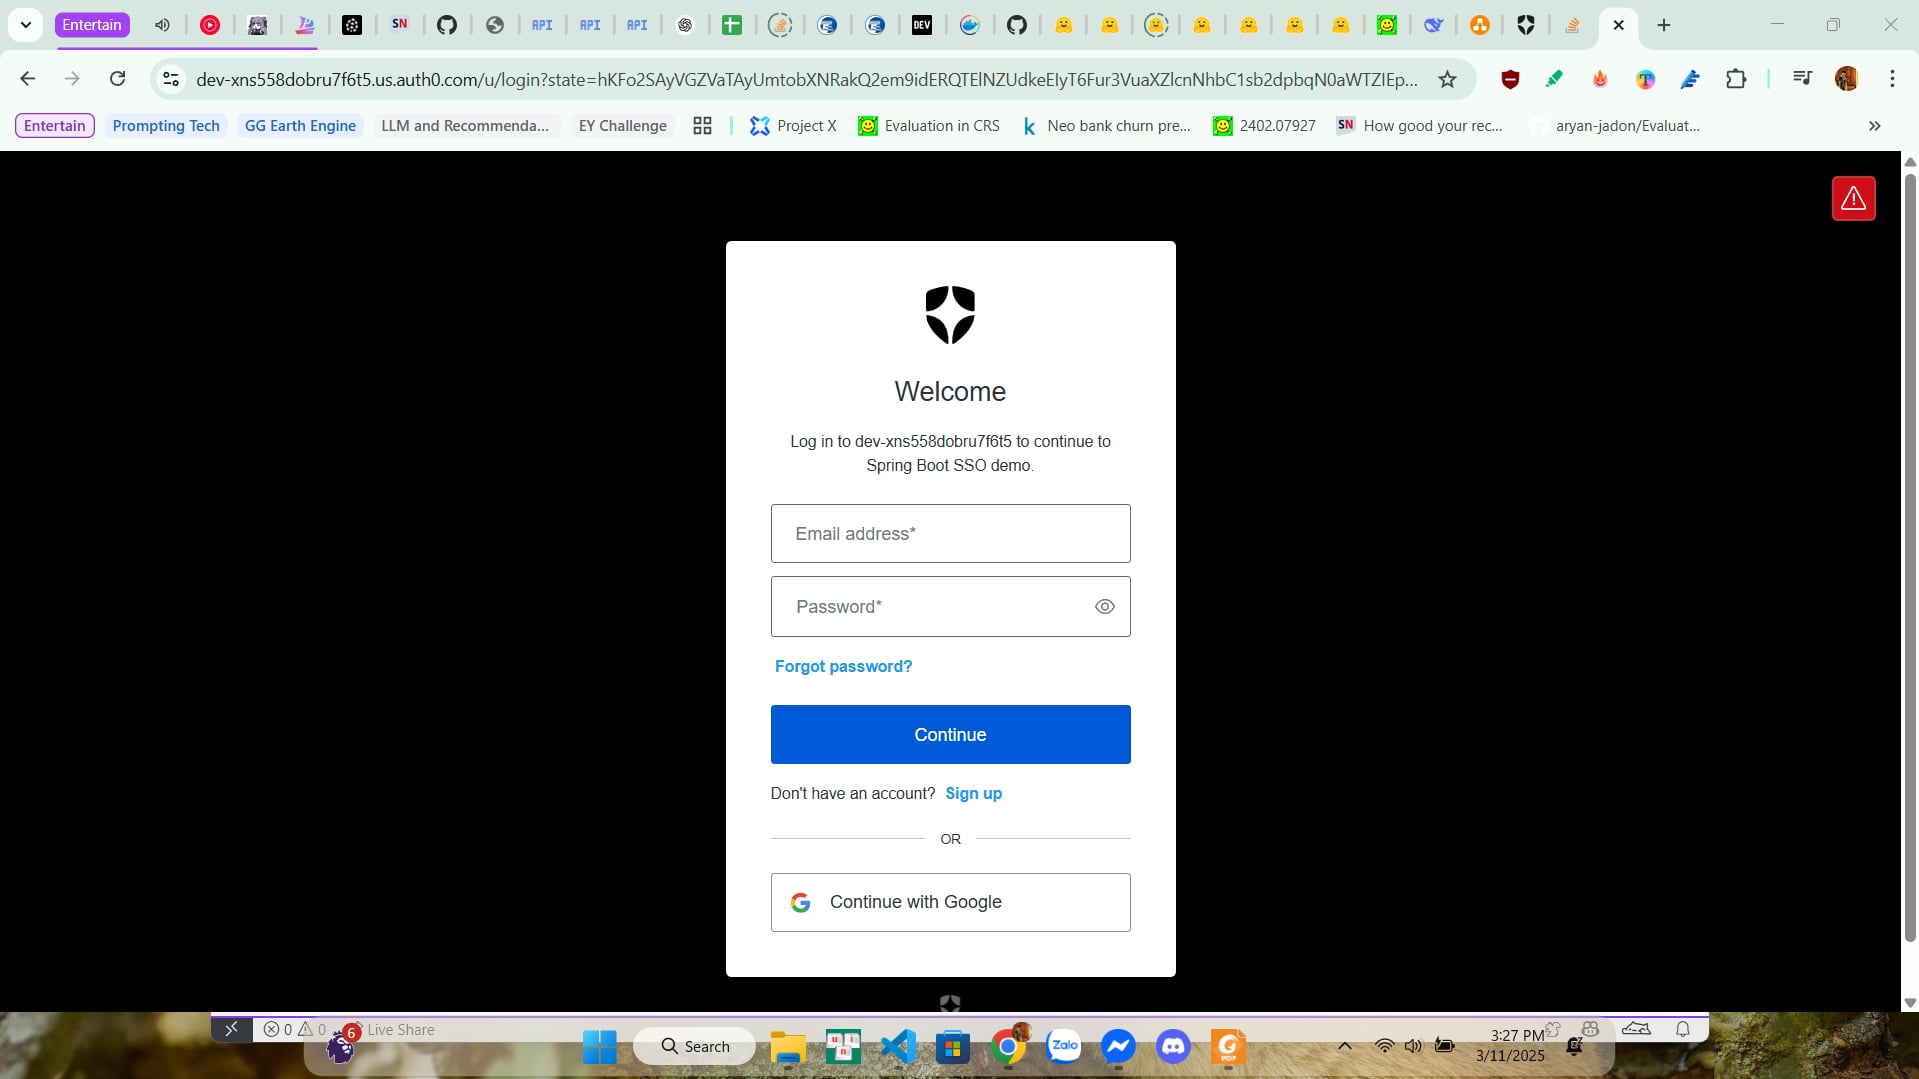 Entertain
SN
API
API
API
DEV
dev-xns558dobru7f6t5.us.auth0.com/u/login?state=hKFo2SAyVGZVaTAyUmtobXNRakQ2em9idERQTElNZUdkeEIyT6Fur3VuaXZlcnNhbC1sb2dpbqN0aWTZIEp...
Entertain
Prompting Tech
GG Earth Engine
LLM and Recommenda...
EY Challenge
Project X
Evaluation in CRS
Neo bank churn pre...
2402.07927
SN
How good your rec...
aryan-jadon/Evaluat...
Welcome
Log in to dev-xns558dobru7f6t5 to continue to
Spring Boot SSO demo.
Email address*
Password*
Forgot password?
Continue
Don't have an account? Sign up
OR
Continue with Google
0
0
Live Share
6
Search
Zalo
PDF
3:27 PM
3/11/2025